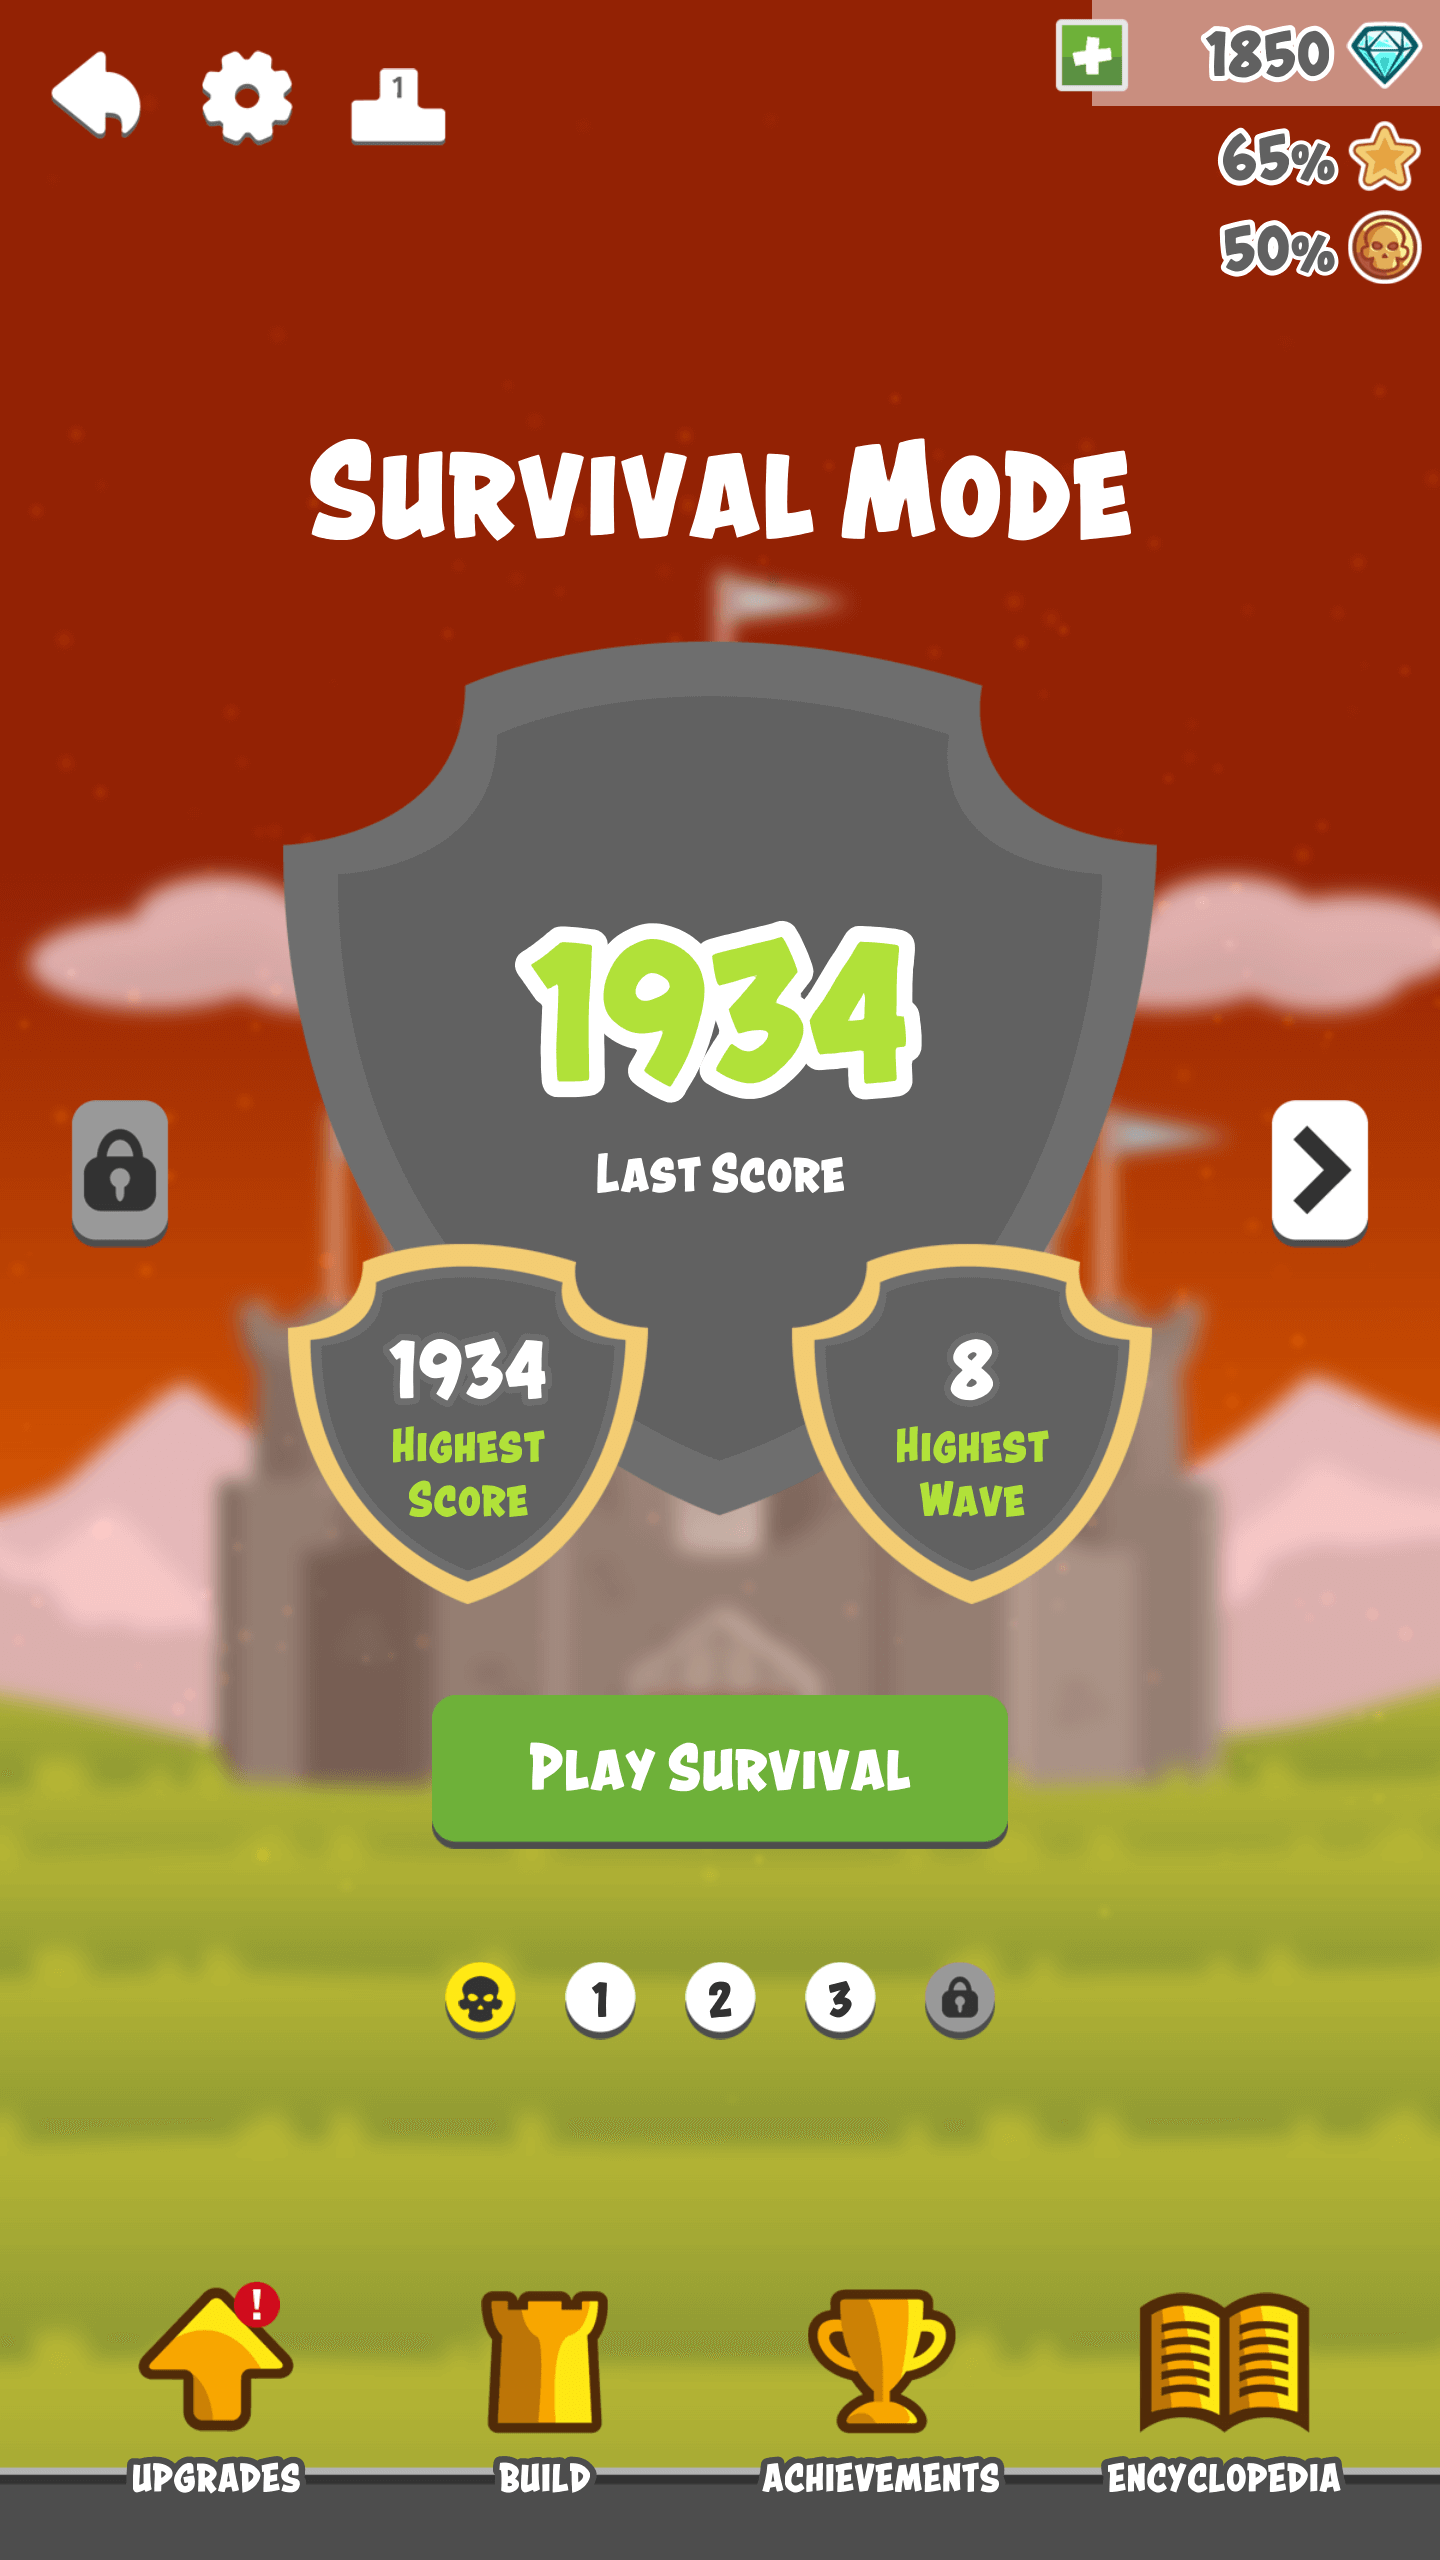 1
1850
65%
50%
Survival Mode
1934
Last Score
1934
Highest
Score
8
Highest
Wave
Play Survival
1 2 3
!
Upgrades Build Achievements Encyclopedia